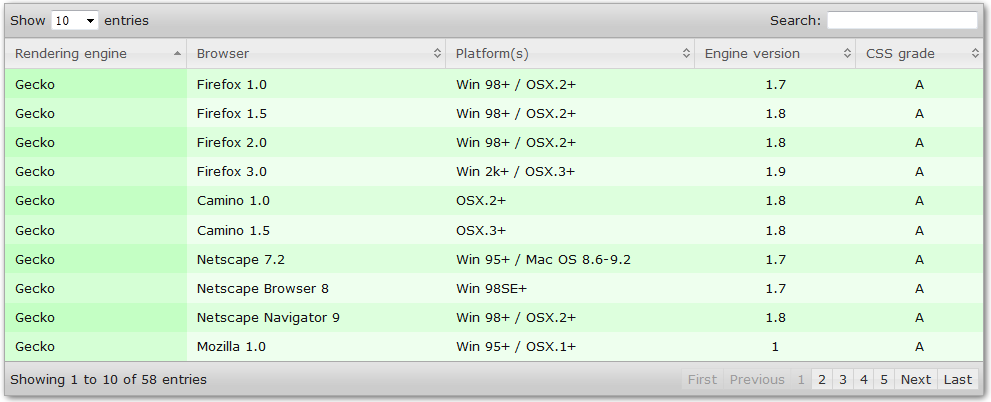 Show 10 entries Search:
Rendering engine Browser Platform(s) Engine version CSS grade
Gecko Firefox 1.0 Win 98+ / OSX.2+ 1.7 A
Gecko Firefox 1.5 Win 98+ / OSX.2+ 1.8 A
Gecko Firefox 2.0 Win 98+ / OSX.2+ 1.8 A
Gecko Firefox 3.0 Win 2k+ / OSX.3+ 1.9 A
Gecko Camino 1.0 OSX.2+ 1.8 A
Gecko Camino 1.5 OSX.3+ 1.8 A
Gecko Netscape 7.2 Win 95+ / Mac OS 8.6-9.2 1.7 A
Gecko Netscape Browser 8 Win 98SE+ 1.7 A
Gecko Netscape Navigator 9 Win 98+ / OSX.2+ 1.8 A
Gecko Mozilla 1.0 Win 95+ / OSX.1+ 1 A
Showing 1 to 10 of 58 entries First Previous 1 2 3 4 5 Next Last